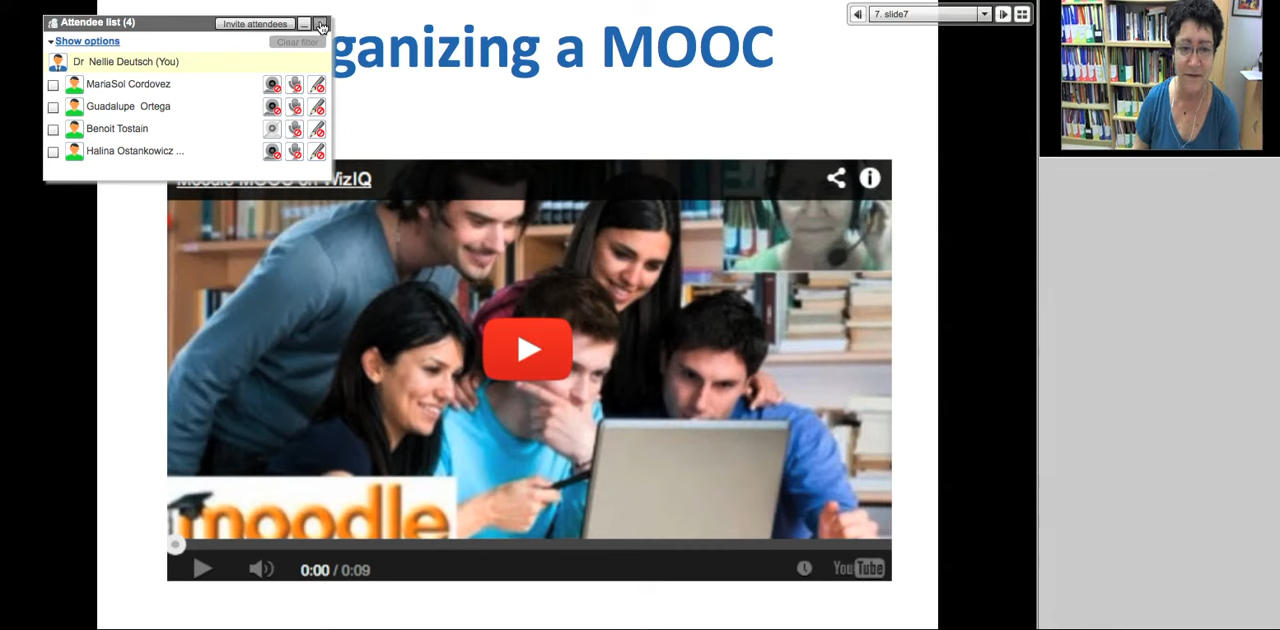 Attendee list (4)
Invite attendees
Show options
Clear filter
Dr Nellie Deutsch (You)
MariaSol Cordovez
Guadalupe Ortega
Benoit Tostain
Halina Ostankowicz ...
ganizing a MOOC
7. slide7
Moodle MOOC on WizIQ
moodle
0:00 / 0:09
YouTube